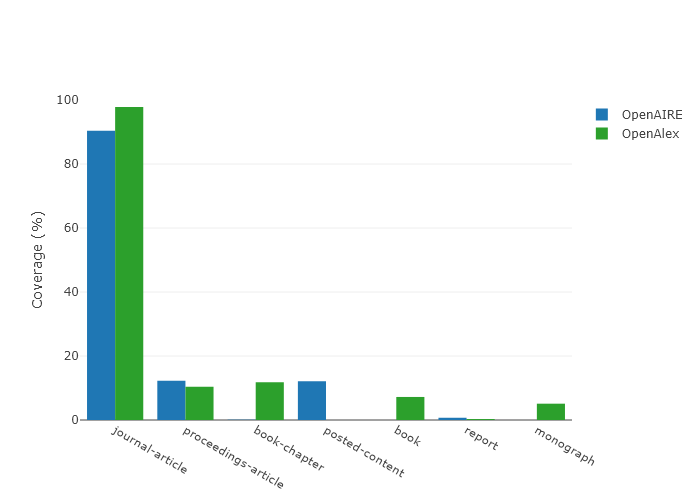 100
80
60
40
20
0
Coverage (%)
OpenAIRE
OpenAlex
journal-article
proceedings-article
book-chapter
posted-content
book
report
monograph